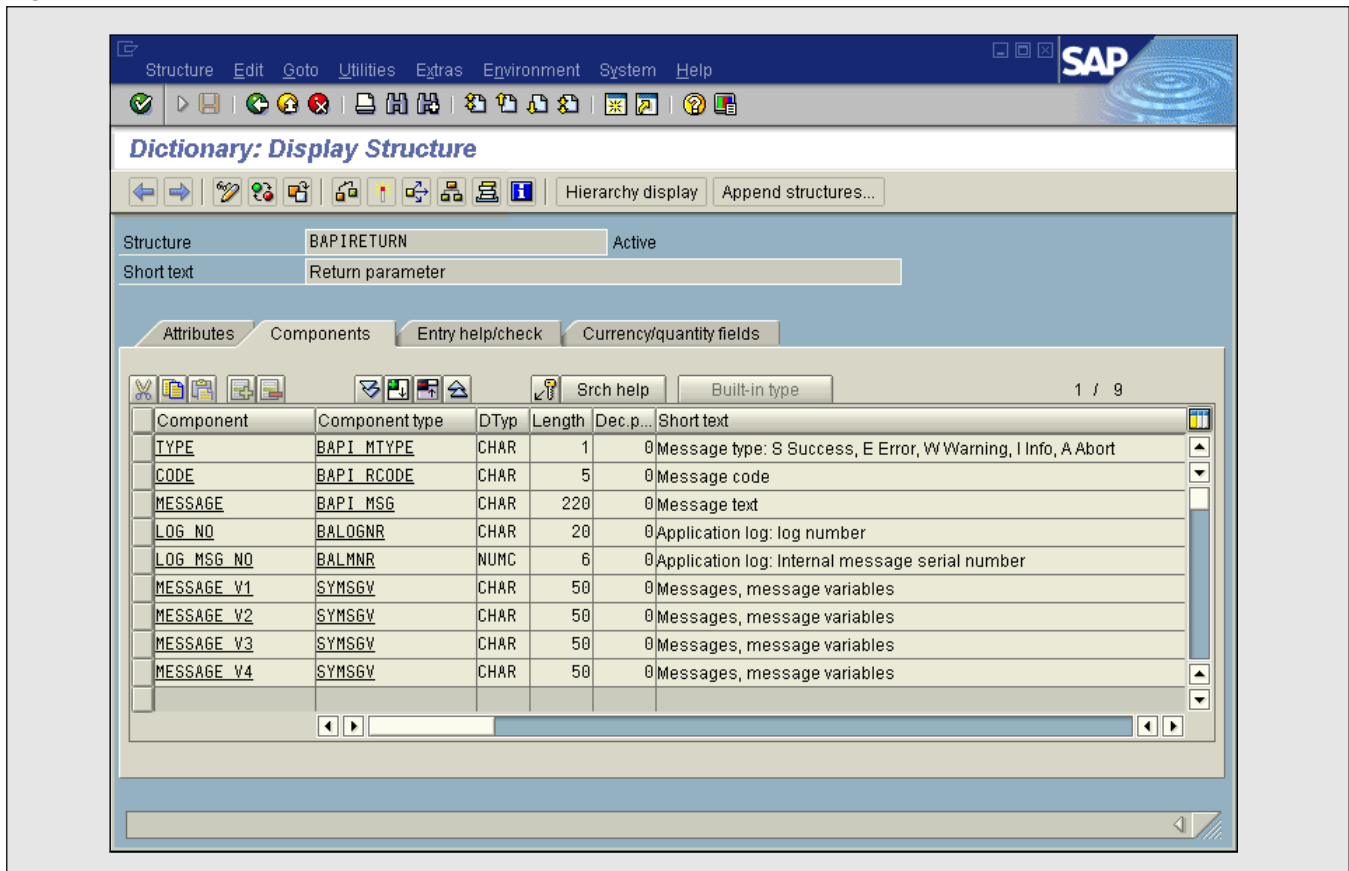 Structure Edit Goto Utilities Extras Environment System Help
SAP
Dictionary: Display Structure
Hierarchy display Append structures...
Structure BAPIRETURN Active
Short text Return parameter
Attributes Components Entry help/check Currency/quantity fields
Srch help Built-in type 1 / 9
Component Component type DTyp Length Dec.p... Short text
TYPE BAPI_MTYPE CHAR 1 0 Message type: S Success, E Error, W Warning, I Info, A Abort
CODE BAPI_RCODE CHAR 5 0 Message code
MESSAGE BAPI_MSG CHAR 220 0 Message text
LOG_NO BALOGNR CHAR 20 0 Application log: log number
LOG_MSG_NO BALMNR NUMC 6 0 Application log: Internal message serial number
MESSAGE_V1 SYMSGV CHAR 50 0 Messages, message variables
MESSAGE_V2 SYMSGV CHAR 50 0 Messages, message variables
MESSAGE_V3 SYMSGV CHAR 50 0 Messages, message variables
MESSAGE_V4 SYMSGV CHAR 50 0 Messages, message variables